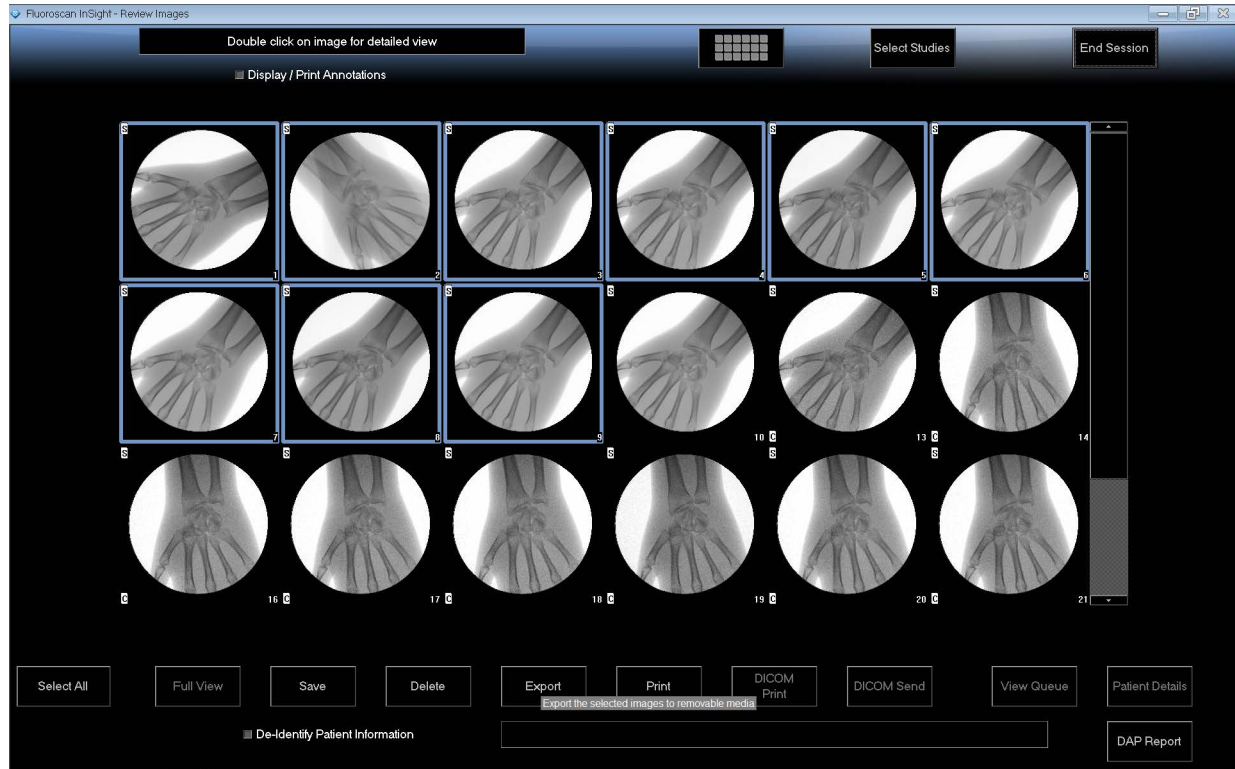 Fluoroscan InSight - Review Images
Double click on image for detailed view
Select Studies
End Session
Display / Print Annotations
S S S S S S
1 2 3 4 5 6
S S S S S S
7 8 9 10 C 13 C 14
S S S S S S
C 16 C 17 C 18 C 19 C 20 C 21
Select All
Full View
Save
Delete
Export
Print
DICOM
Print
DICOM Send
View Queue
Patient Details
Export the selected images to removable media
De-Identify Patient Information
DAP Report